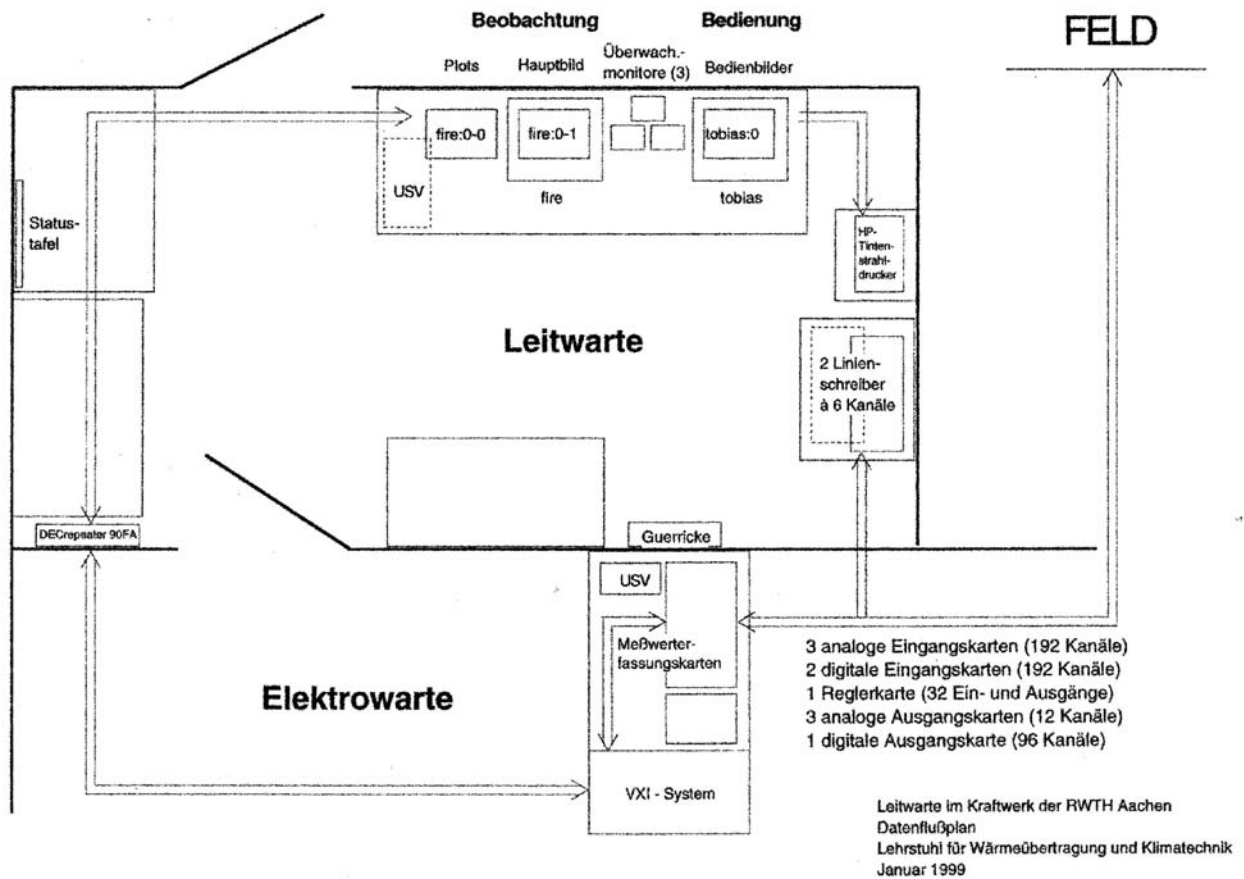 Beobachtung
Bedienung
FELD
Plots
Hauptbild
Überwach.-
monitore (3)
Bedienbilder
fire:0-0
fire:0-1
tobias:0
USV
fire
tobias
Status-
tafel
HP-
Tinten-
strahl-
drucker
Leitwarte
2 Linien-
schreiber
à 6 Kanäle
DECrepeater 90FA
Guerricke
USV
Meßwerter-
fassungskarten
Elektrowarte
3 analoge Eingangskarten (192 Kanäle)
2 digitale Eingangskarten (192 Kanäle)
1 Reglerkarte (32 Ein- und Ausgänge)
3 analoge Ausgangskarten (12 Kanäle)
1 digitale Ausgangskarte (96 Kanäle)
VXI - System
Leitwarte im Kraftwerk der RWTH Aachen
Datenflußplan
Lehrstuhl für Wärmeübertragung und Klimatechnik
Januar 1999